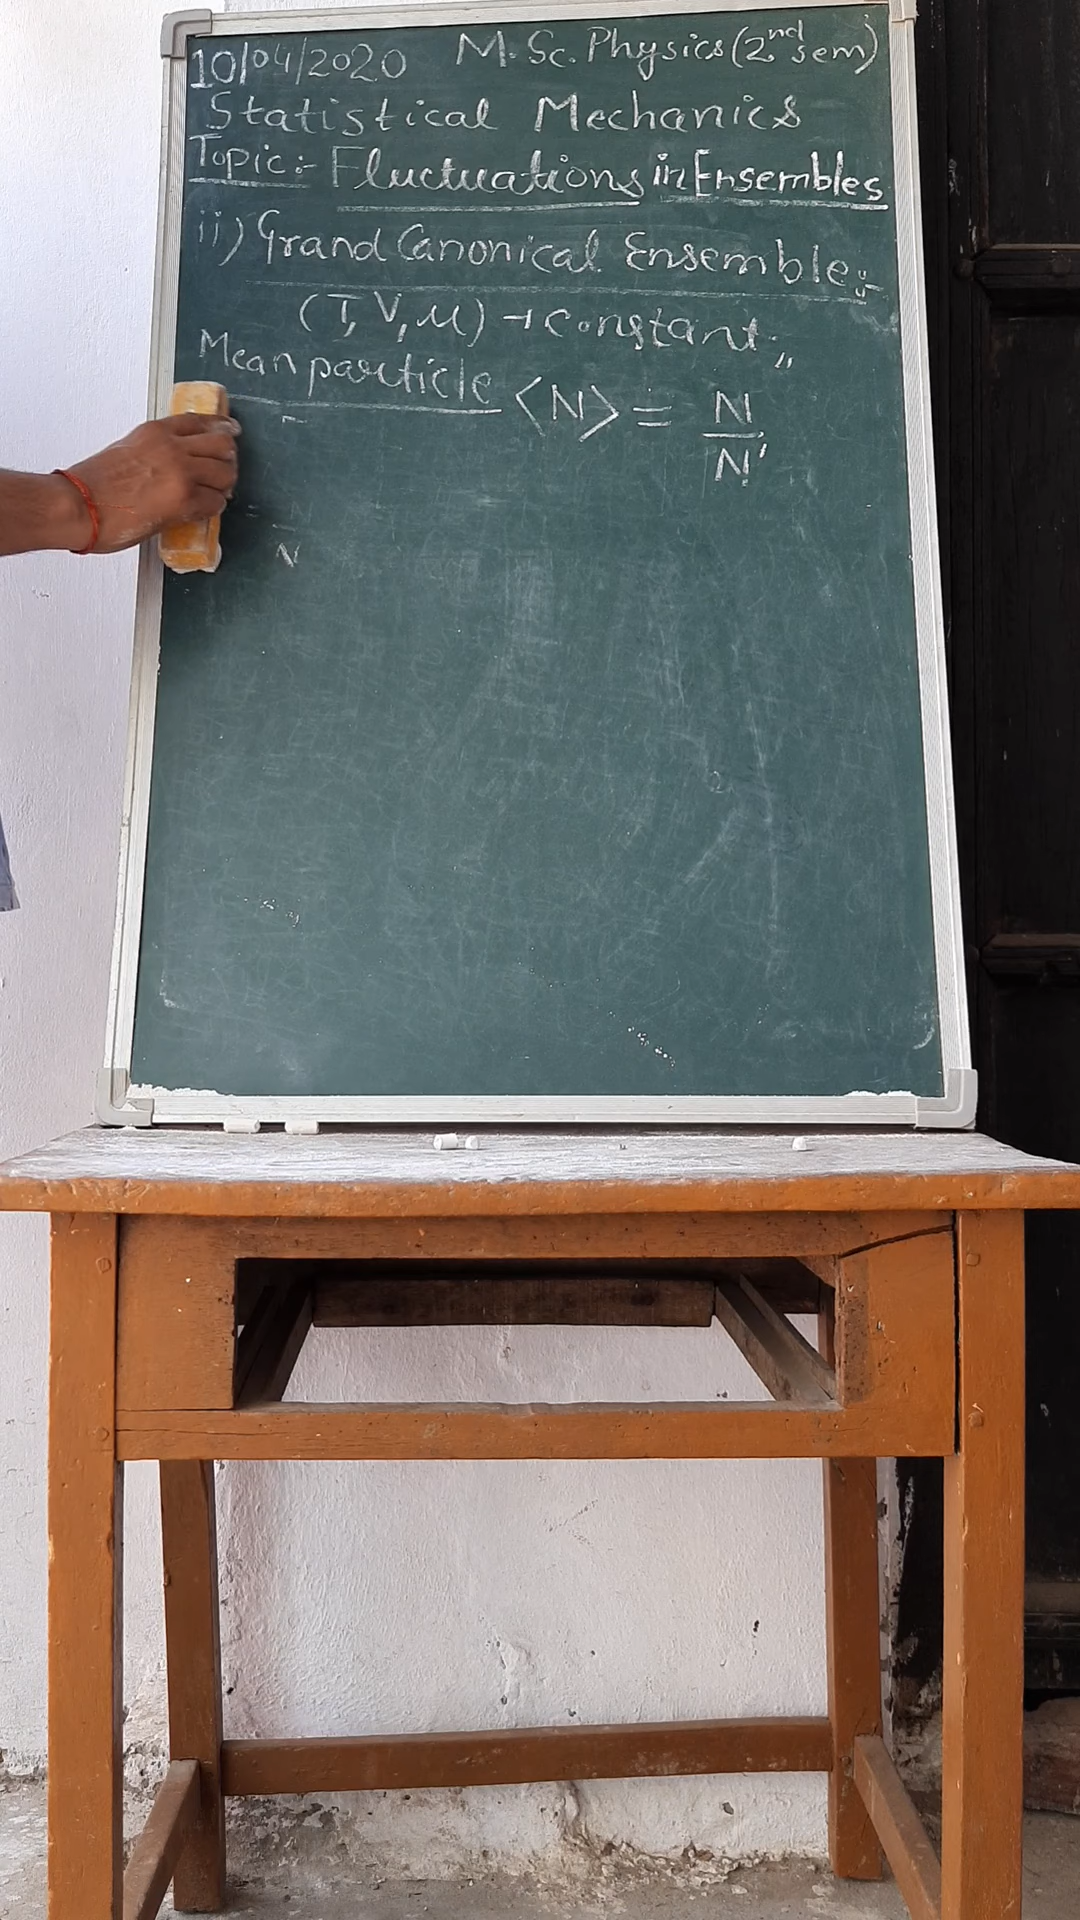 10/04/2020 M.Sc. Physics (2nd sem)
Statistical Mechanics
Topic:- Fluctuations in Ensembles
ii) Grand Canonical Ensemble:-
(T, V, μ) → constant.,,
Mean particle <N> = N/N'
= N/N